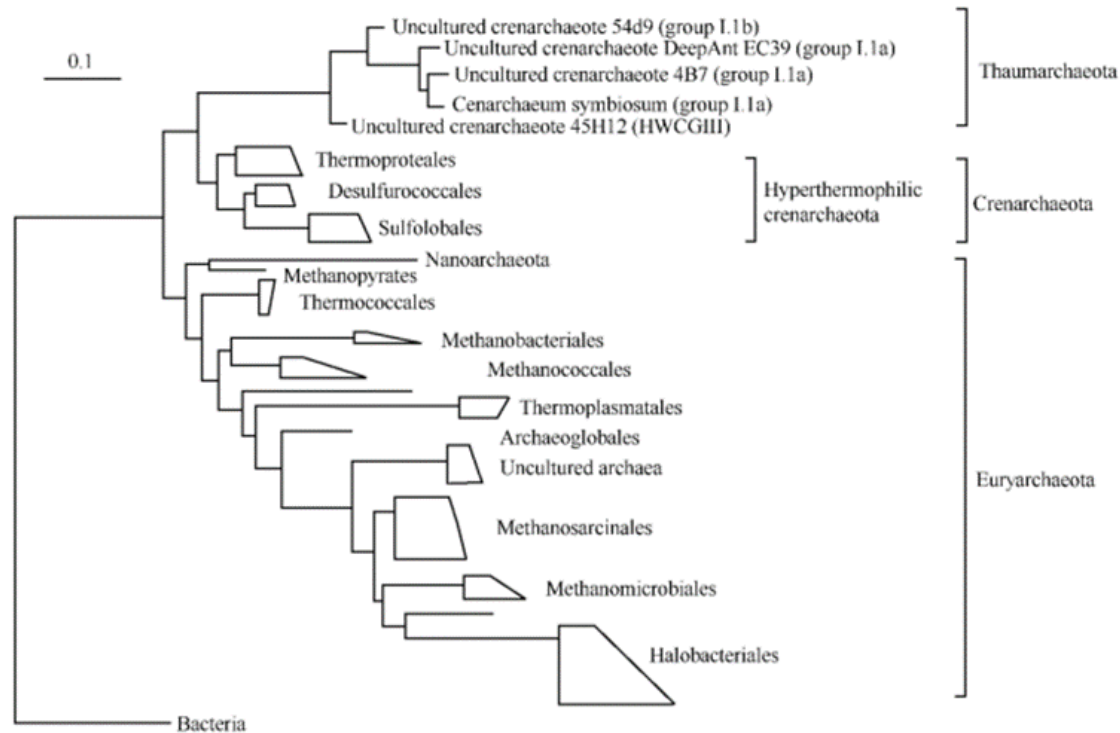 0.1
Uncultured crenarchaeote 54d9 (group I.1b)
Uncultured crenarchaeote DeepAnt EC39 (group I.1a)
Uncultured crenarchaeote 4B7 (group I.1a)
Cenarchaeum symbiosum (group I.1a)
Uncultured crenarchaeote 45H12 (HWCGIII)
Thaumarchaeota
Thermoproteales
Desulfurococcales
Sulfolobales
Hyperthermophilic
crenarchaeota
Crenarchaeota
Nanoarchaeota
Methanopyrates
Thermococcales
Methanobacteriales
Methanococcales
Thermoplasmatales
Archaeoglobales
Uncultured archaea
Methanosarcinales
Methanomicrobiales
Halobacteriales
Euryarchaeota
Bacteria